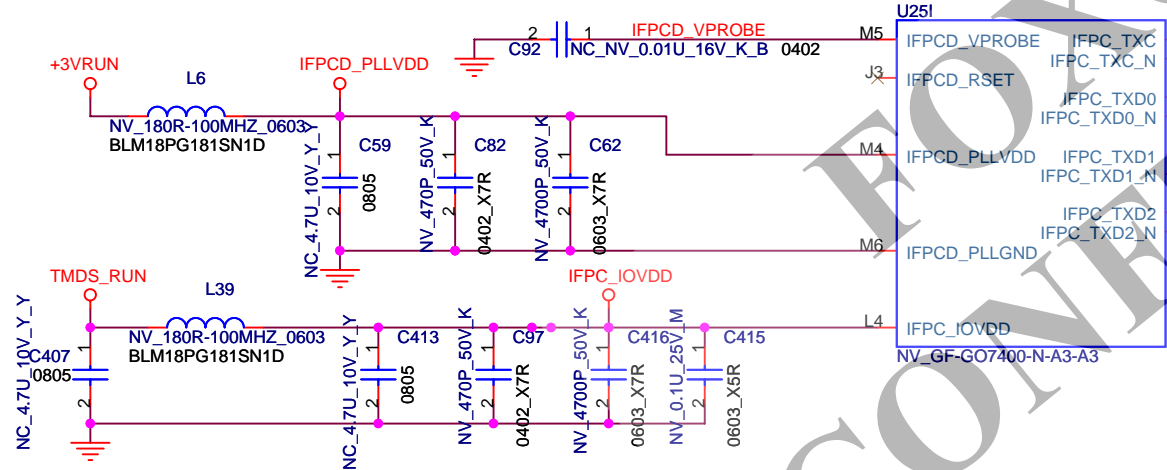 U25I
2 1 IFPCD_VPROBE
C92 NC_NV_0.01U_16V_K_B 0402
M5 IFPCD_VPROBE IFPC_TXC
IFPC_TXC_N
J3 IFPCD_RSET
IFPC_TXD0
IFPC_TXD0_N
M4 IFPCD_PLLVDD IFPC_TXD1
IFPC_TXD1_N
IFPC_TXD2
IFPC_TXD2_N
M6 IFPCD_PLLGND
L4 IFPC_IOVDD
NV_GF-GO7400-N-A3-A3
+3VRUN
L6
IFPCD_PLLVDD
NV_180R-100MHZ_0603
BLM18PG181SN1D
NC_4.7U_10V_Y_Y
1
2
C59
0805
NV_470P_50V_K
1
2
C82
0402_X7R
NV_4700P_50V_K
1
2
C62
0603_X7R
TMDS_RUN
L39
IFPC_IOVDD
NV_180R-100MHZ_0603
BLM18PG181SN1D
NC_4.7U_10V_Y_Y
C407
0805
1
2
NC_4.7U_10V_Y_Y
1
2
C413
0805
NV_470P_50V_K
1
2
C97
0402_X7R
NV_4700P_50V_K
1
2
C416
0603_X7R
NV_0.1U_25V_M
1
2
C415
0603_X5R